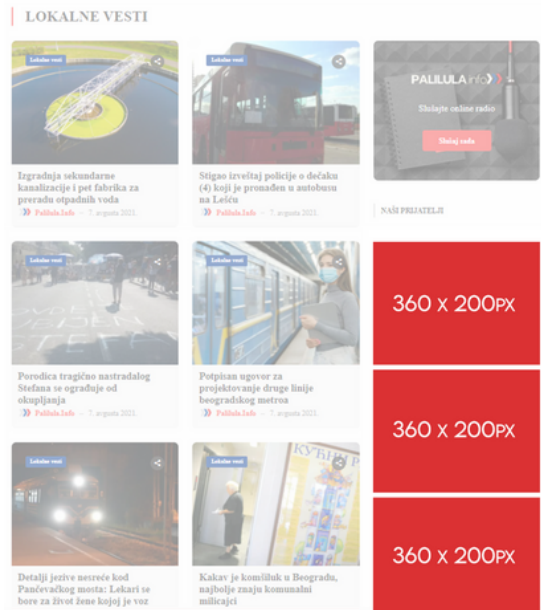 LOKALNE VESTI
Lokalne vesti
Izgradnja sekundarne
kanalizacije i pet fabrika za
preradu otpadnih voda
Palilula.Info — 7. avgusta 2021.
Lokalne vesti
Stigao izveštaj policije o dečaku
(4) koji je pronađen u autobusu
na Lešću
Palilula.Info — 7. avgusta 2021.
PALILULA info
Slušajte online radio
Slušaj sada
NAŠI PRIJATELJI
Lokalne vesti
Porodica tragično nastradalog
Stefana se ograđuje od
okupljanja
Palilula.Info — 7. avgusta 2021.
Lokalne vesti
Potpisan ugovor za
projektovanje druge linije
beogradskog metroa
Palilula.Info — 7. avgusta 2021.
360 X 200PX
360 X 200PX
360 X 200PX
Lokalne vesti
Detalji jezive nesreće kod
Pančevačkog mosta: Lekari se
bore za život žene kojoj je voz
Lokalne vesti
КУЋНИ Р
Kakav je komšiluk u Beogradu,
najbolje znaju komunalni
milicajci